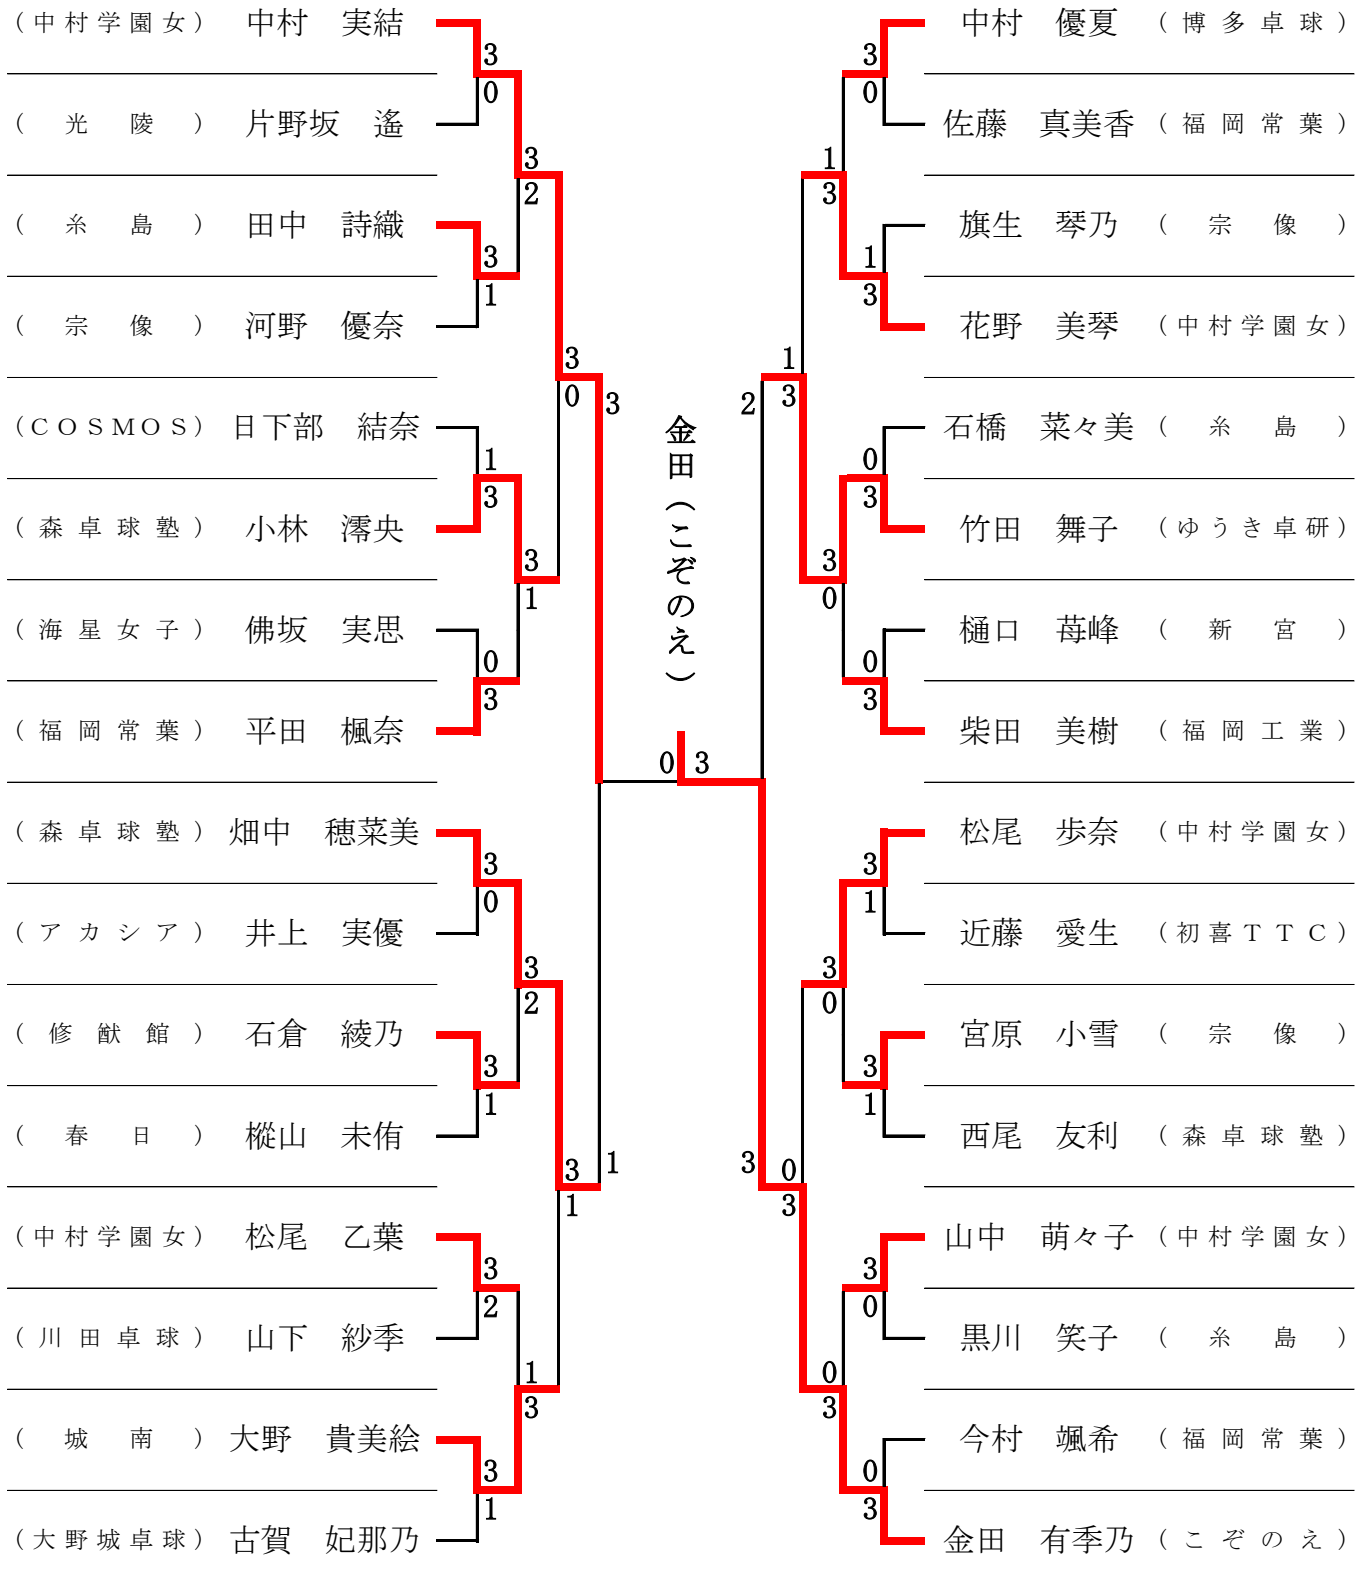 (中村学園女) 中村 実結
3
0
(光陵) 片野坂 遙
3
2
(糸島) 田中 詩織
3
1
(宗像) 河野 優奈
3
0
3
(COSMOS) 日下部 結奈
1
3
(森卓球塾) 小林 澪央
3
1
(海星女子) 佛坂 実思
0
3
(福岡常葉) 平田 楓奈
(森卓球塾) 畑中 穂菜美
3
0
(アカシア) 井上 実優
3
2
(修猷館) 石倉 綾乃
3
1
(春日) 樅山 未侑
3
1
1
(中村学園女) 松尾 乙葉
3
2
(川田卓球) 山下 紗季
1
3
(城南) 大野 貴美絵
3
1
(大野城卓球) 古賀 妃那乃
金田(こぞのえ)
0 3
中村 優夏 (博多卓球)
3
0
佐藤 真美香 (福岡常葉)
1
3
旗生 琴乃 (宗像)
1
3
花野 美琴 (中村学園女)
1
3
2
石橋 菜々美 (糸島)
0
3
竹田 舞子 (ゆうき卓研)
3
0
樋口 苺峰 (新宮)
0
3
柴田 美樹 (福岡工業)
松尾 歩奈 (中村学園女)
3
1
近藤 愛生 (初喜TTC)
3
0
宮原 小雪 (宗像)
3
1
西尾 友利 (森卓球塾)
3
0
3
山中 萌々子 (中村学園女)
3
0
黒川 笑子 (糸島)
0
3
今村 颯希 (福岡常葉)
0
3
金田 有季乃 (こぞのえ)